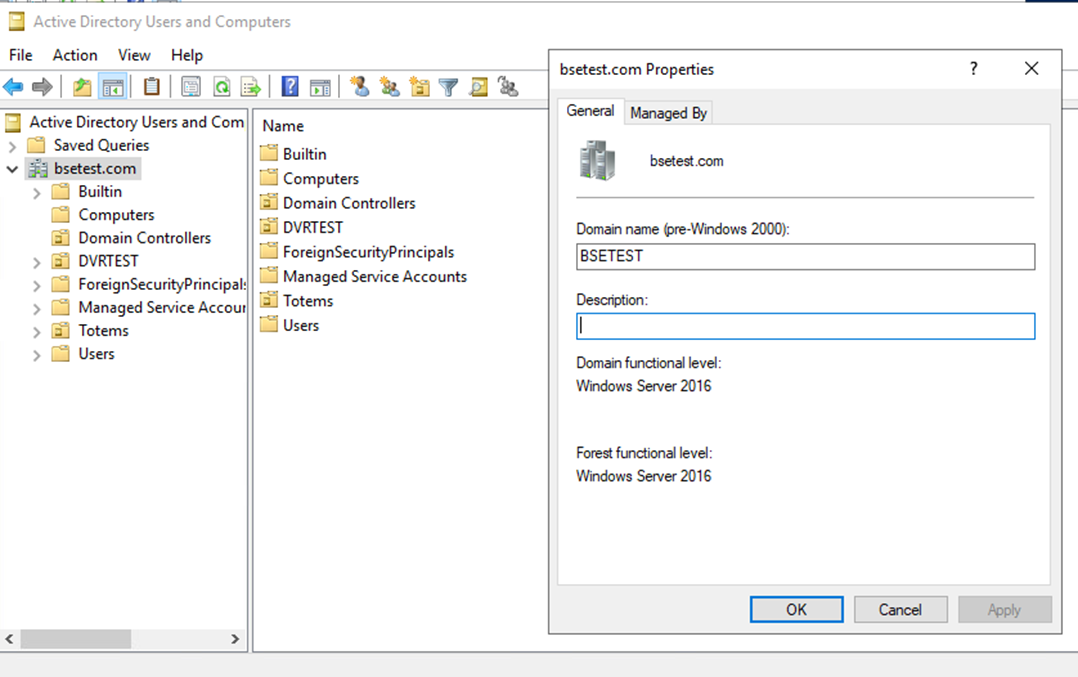 Active Directory Users and Computers
File Action View Help
Active Directory Users and Com
Saved Queries
bsetest.com
Builtin
Computers
Domain Controllers
DVRTEST
ForeignSecurityPrincipals
Managed Service Accour
Totems
Users
Name
Builtin
Computers
Domain Controllers
DVRTEST
ForeignSecurityPrincipals
Managed Service Accounts
Totems
Users
bsetest.com Properties
?
General Managed By
bsetest.com
Domain name (pre-Windows 2000):
BSETEST
Description:
Domain functional level:
Windows Server 2016
Forest functional level:
Windows Server 2016
OK Cancel Apply